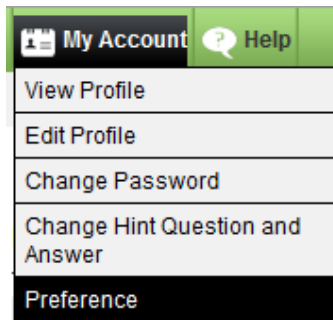 My Account Help
View Profile
Edit Profile
Change Password
Change Hint Question and
Answer
Preference